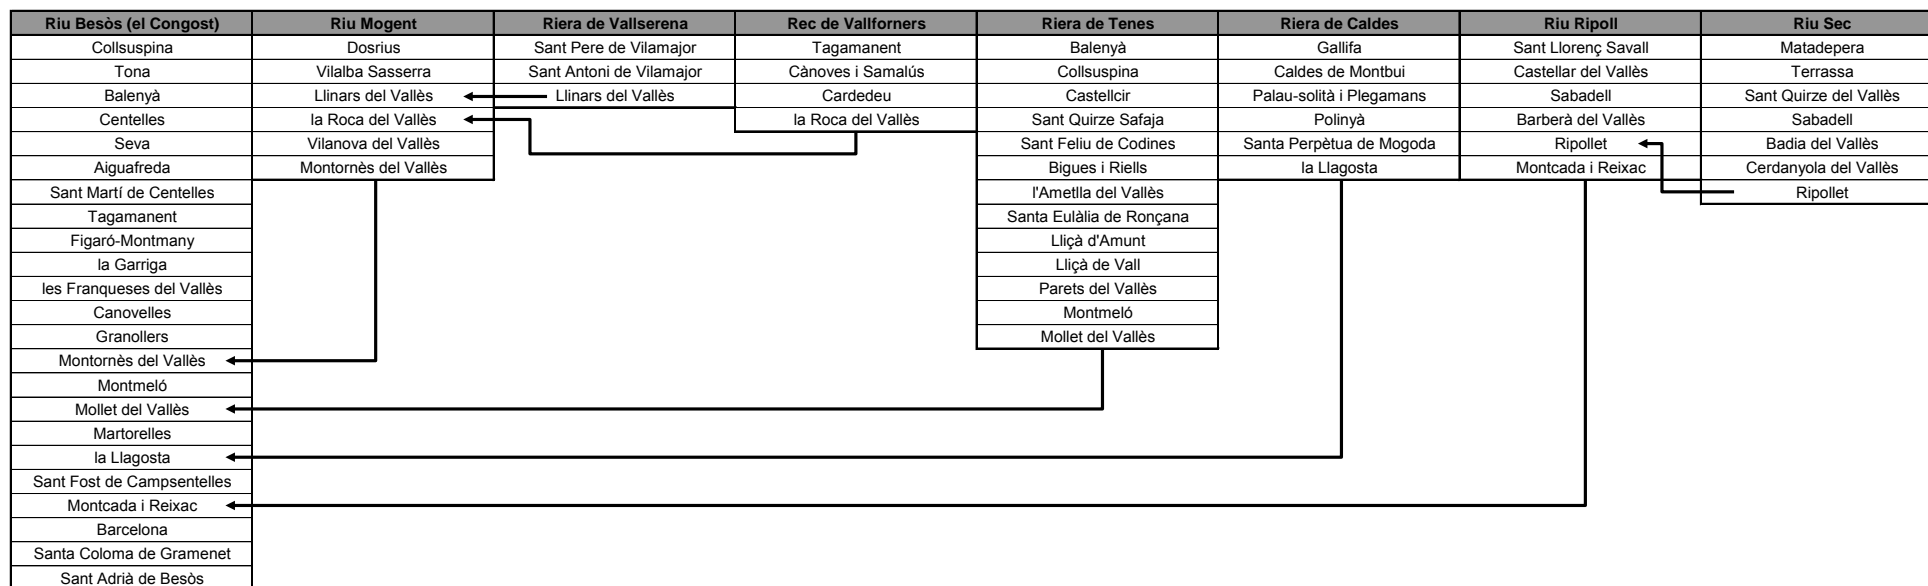 Riu Besòs (el Congost) Riu Mogent Riera de Vallserena Rec de Vallforners Riera de Tenes Riera de Caldes Riu Ripoll Riu Sec
Collsuspina Dosrius Sant Pere de Vilamajor Tagamanent Balenyà Gallifa Sant Llorenç Savall Matadepera
Tona Vilalba Sasserra Sant Antoni de Vilamajor Cànoves i Samalús Collsuspina Caldes de Montbui Castellar del Vallès Terrassa
Balenyà Llinars del Vallès Llinars del Vallès Cardedeu Castellcir Palau-solità i Plegamans Sabadell Sant Quirze del Vallès
Centelles la Roca del Vallès la Roca del Vallès Sant Quirze Safaja Polinyà Barberà del Vallès Sabadell
Seva Vilanova del Vallès Sant Feliu de Codines Santa Perpètua de Mogoda Ripollet Badia del Vallès
Aiguafreda Montornès del Vallès Bigues i Riells la Llagosta Montcada i Reixac Cerdanyola del Vallès
Sant Martí de Centelles l'Ametlla del Vallès Ripollet
Tagamanent Santa Eulàlia de Ronçana
Figaró-Montmany Lliçà d'Amunt
la Garriga Lliçà de Vall
les Franqueses del Vallès Parets del Vallès
Canovelles Montmeló
Granollers Mollet del Vallès
Montornès del Vallès
Montmeló
Mollet del Vallès
Martorelles
la Llagosta
Sant Fost de Campsentelles
Montcada i Reixac
Barcelona
Santa Coloma de Gramenet
Sant Adrià de Besòs